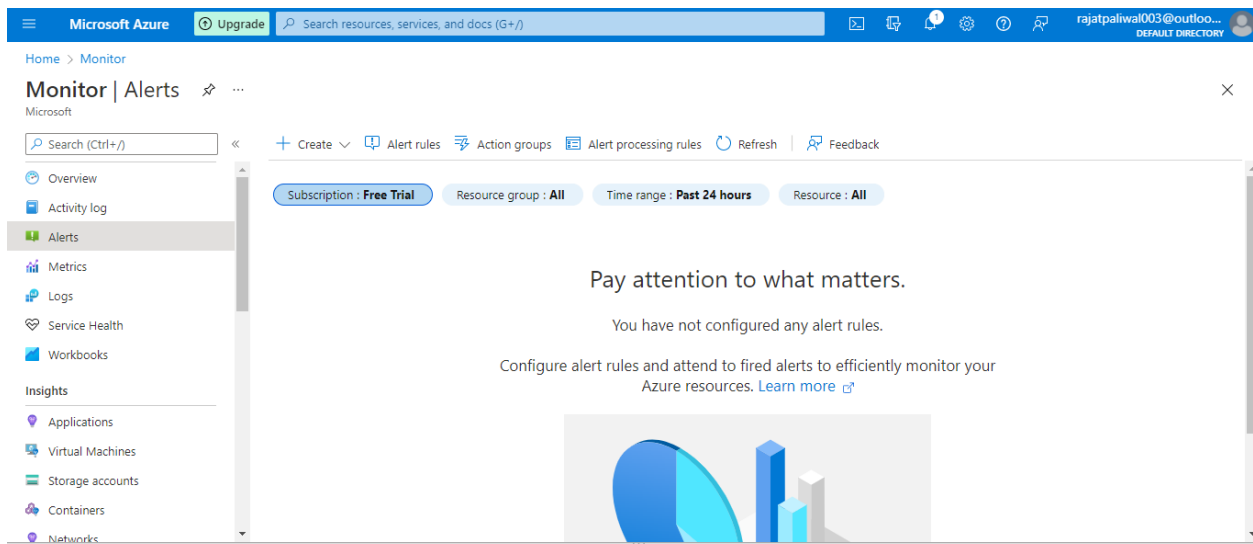 Microsoft Azure
Upgrade
Search resources, services, and docs (G+/)
1
rajatpaliwal003@outloo...
DEFAULT DIRECTORY
Home > Monitor
Monitor | Alerts ...
Microsoft
Search (Ctrl+/)
«
Create
Alert rules
Action groups
Alert processing rules
Refresh
Feedback
Overview
Activity log
Alerts
Metrics
Logs
Service Health
Workbooks
Insights
Applications
Virtual Machines
Storage accounts
Containers
Networks
Subscription : Free Trial
Resource group : All
Time range : Past 24 hours
Resource : All
Pay attention to what matters.
You have not configured any alert rules.
Configure alert rules and attend to fired alerts to efficiently monitor your
Azure resources. Learn more